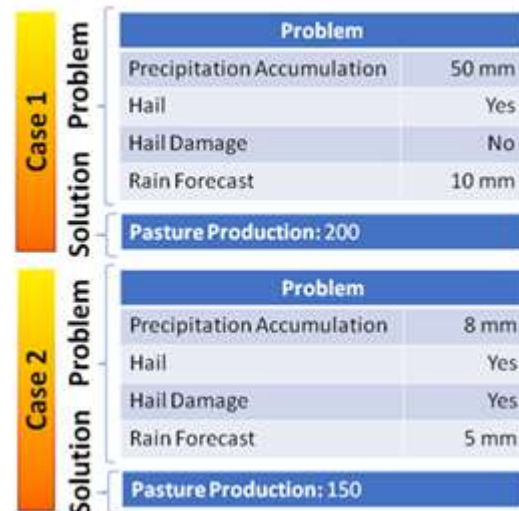 Case 1
Problem
Solution
Problem
Precipitation Accumulation 50 mm
Hail Yes
Hail Damage No
Rain Forecast 10 mm
Pasture Production: 200
Case 2
Problem
Solution
Problem
Precipitation Accumulation 8 mm
Hail Yes
Hail Damage Yes
Rain Forecast 5 mm
Pasture Production: 150